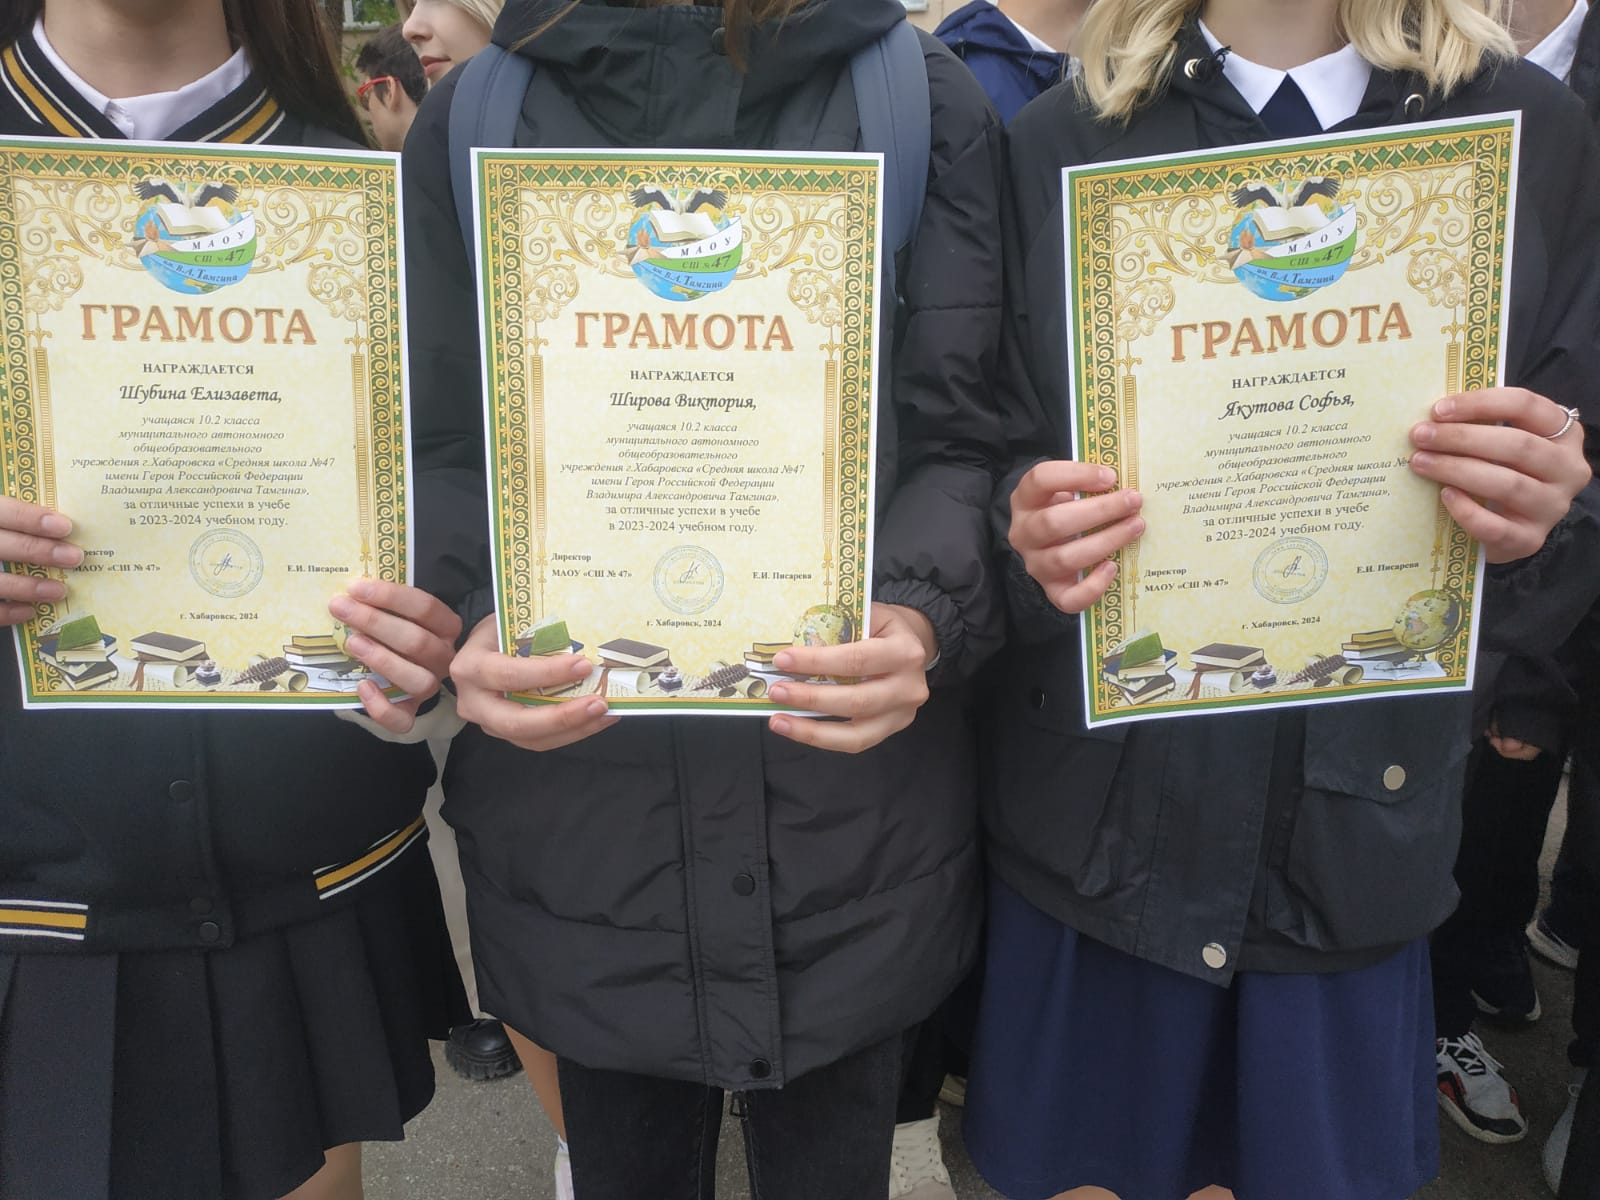 МАОУ
СШ №47
им. В.А. Тамгина
ГРАМОТА
НАГРАЖДАЕТСЯ
Шубина Елизавета,
учащаяся 10.2 класса
муниципального автономного
общеобразовательного
учреждения г.Хабаровска «Средняя школа №47
имени Героя Российской Федерации
Владимира Александровича Тамгина»,
за отличные успехи в учебе
в 2023-2024 учебном году.
МАОУ «СШ № 47»
Е.И. Писарева
г. Хабаровск, 2024
МАОУ
СШ №47
им. В.А. Тамгина
ГРАМОТА
НАГРАЖДАЕТСЯ
Широва Виктория,
учащаяся 10.2 класса
муниципального автономного
общеобразовательного
учреждения г.Хабаровска «Средняя школа №47
имени Героя Российской Федерации
Владимира Александровича Тамгина»,
за отличные успехи в учебе
в 2023-2024 учебном году.
Директор
МАОУ «СШ № 47»
Е.И. Писарева
г. Хабаровск, 2024
МАОУ
СШ №47
им. В.А. Тамгина
ГРАМОТА
НАГРАЖДАЕТСЯ
Якутова Софья,
учащаяся 10.2 класса
муниципального автономного
общеобразовательного
учреждения г.Хабаровска «Средняя школа
имени Героя Российской Федерации
Владимира Александровича Тамгина»,
за отличные успехи в учебе
в 2023-2024 учебном году.
Директор
МАОУ «СШ № 47»
Е.И. Писарева
г. Хабаровск, 2024